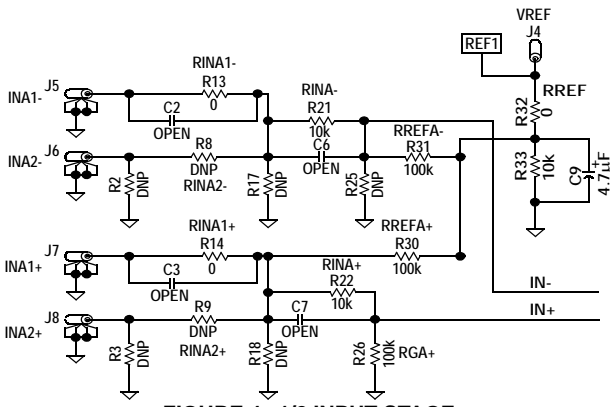 VREF
J4
REF1
RREF
R32
0
R33
10k
C9
+
4.7µF
J5
INA1-
RINA1-
R13
0
C2
OPEN
RINA-
R21
10k
C6
OPEN
RREFA-
R31
100k
J6
INA2-
R2
DNP
R8
DNP
RINA2-
R17
DNP
R25
DNP
J7
INA1+
RINA1+
R14
0
C3
OPEN
RREFA+
R30
100k
RINA+
R22
10k
IN-
IN+
J8
INA2+
R3
DNP
R9
DNP
RINA2+
R18
DNP
C7
OPEN
R26
100k
RGA+